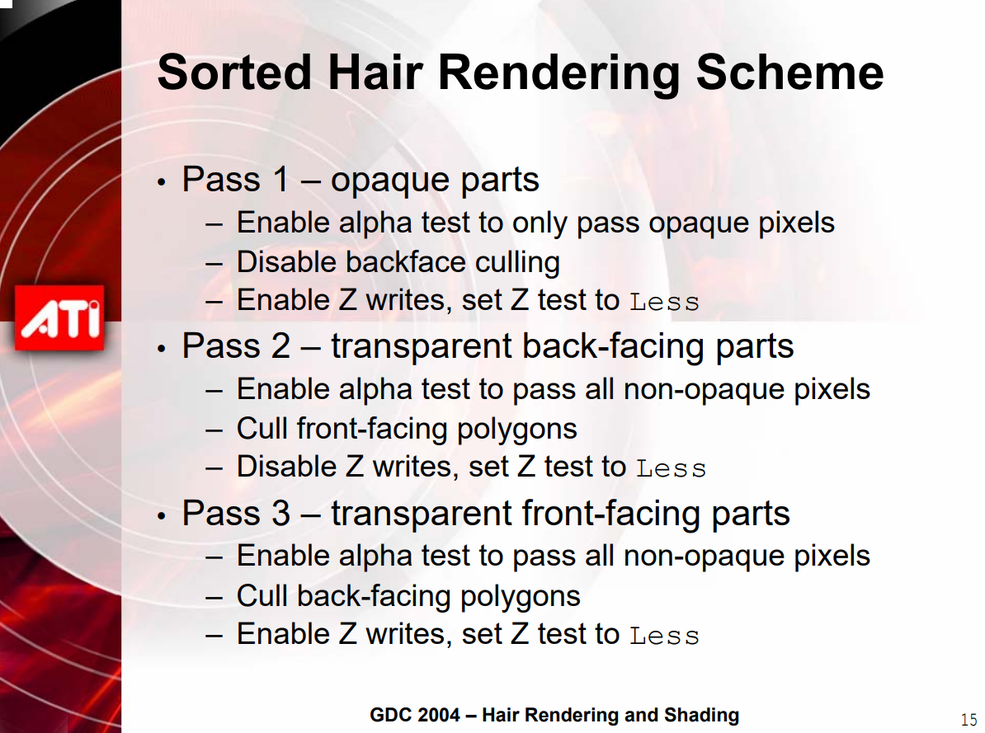 Sorted Hair Rendering Scheme
• Pass 1 – opaque parts
– Enable alpha test to only pass opaque pixels
– Disable backface culling
– Enable Z writes, set Z test to Less
• Pass 2 – transparent back-facing parts
– Enable alpha test to pass all non-opaque pixels
– Cull front-facing polygons
– Disable Z writes, set Z test to Less
• Pass 3 – transparent front-facing parts
– Enable alpha test to pass all non-opaque pixels
– Cull back-facing polygons
– Enable Z writes, set Z test to Less
ATi
GDC 2004 – Hair Rendering and Shading
15